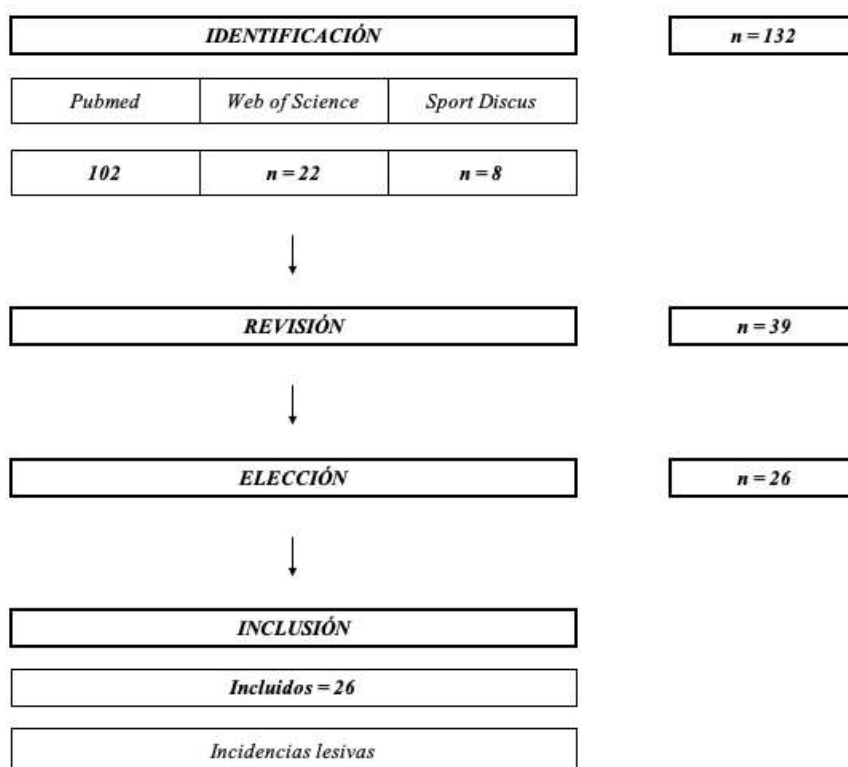 IDENTIFICACIÓN
n = 132
Pubmed
Web of Science
Sport Discus
102
n = 22
n = 8
REVISIÓN
n = 39
ELECCIÓN
n = 26
INCLUSIÓN
Incluidos = 26
Incidencias lesivas